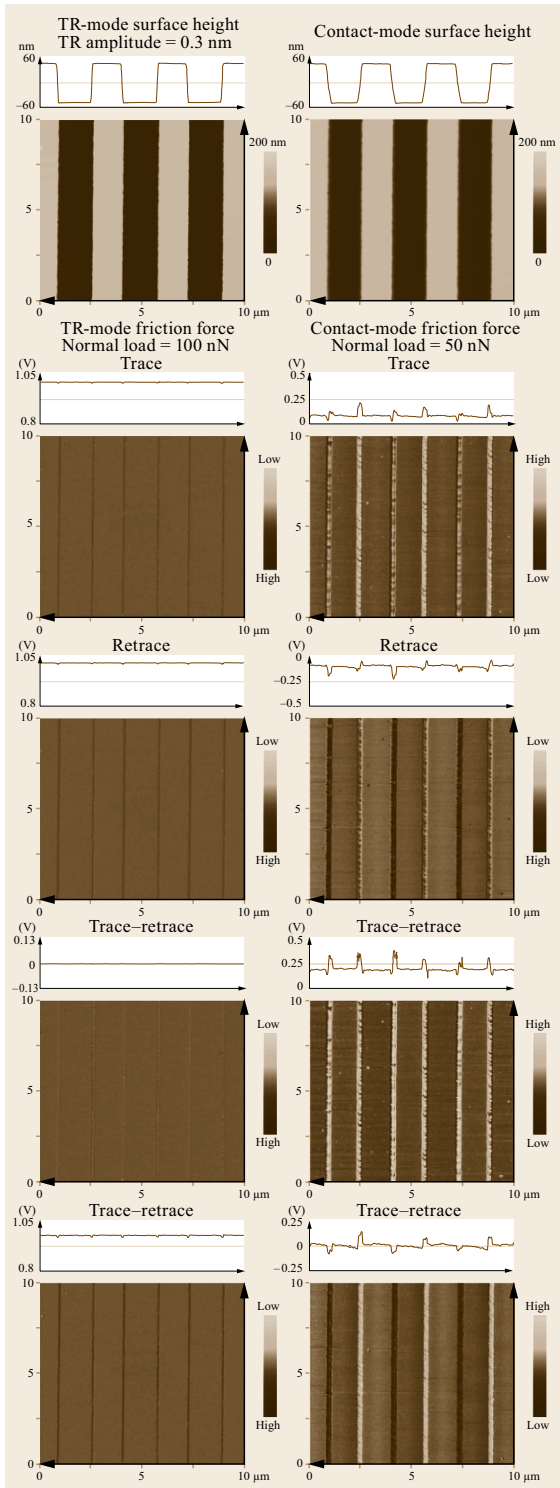 TR-mode surface height
TR amplitude = 0.3 nm
nm
60
−60
10
5
0
0 5 10 μm
200 nm
0
Contact-mode surface height
60
−60
10
5
0
0 5 10 μm
200 nm
0
TR-mode friction force
Normal load = 100 nN
Trace
(V)
1.05
0.8
10
5
0
0 5 10 μm
Low
High
Contact-mode friction force
Normal load = 50 nN
Trace
(V)
0.5
0.25
0
10
5
0
0 5 10 μm
High
Low
Retrace
(V)
1.05
0.8
10
5
0
0 5 10 μm
Low
High
Retrace
(V)
0
−0.25
−0.5
10
5
0
0 5 10 μm
Low
High
Trace–retrace
(V)
0.13
0
−0.13
10
5
0
0 5 10 μm
Low
High
Trace–retrace
(V)
0.5
0.25
0
10
5
0
0 5 10 μm
High
Low
Trace–retrace
(V)
1.05
0.8
10
5
0
0 5 10 μm
Low
High
Trace–retrace
(V)
0.25
0
−0.25
10
5
0
0 5 10 μm
High
Low